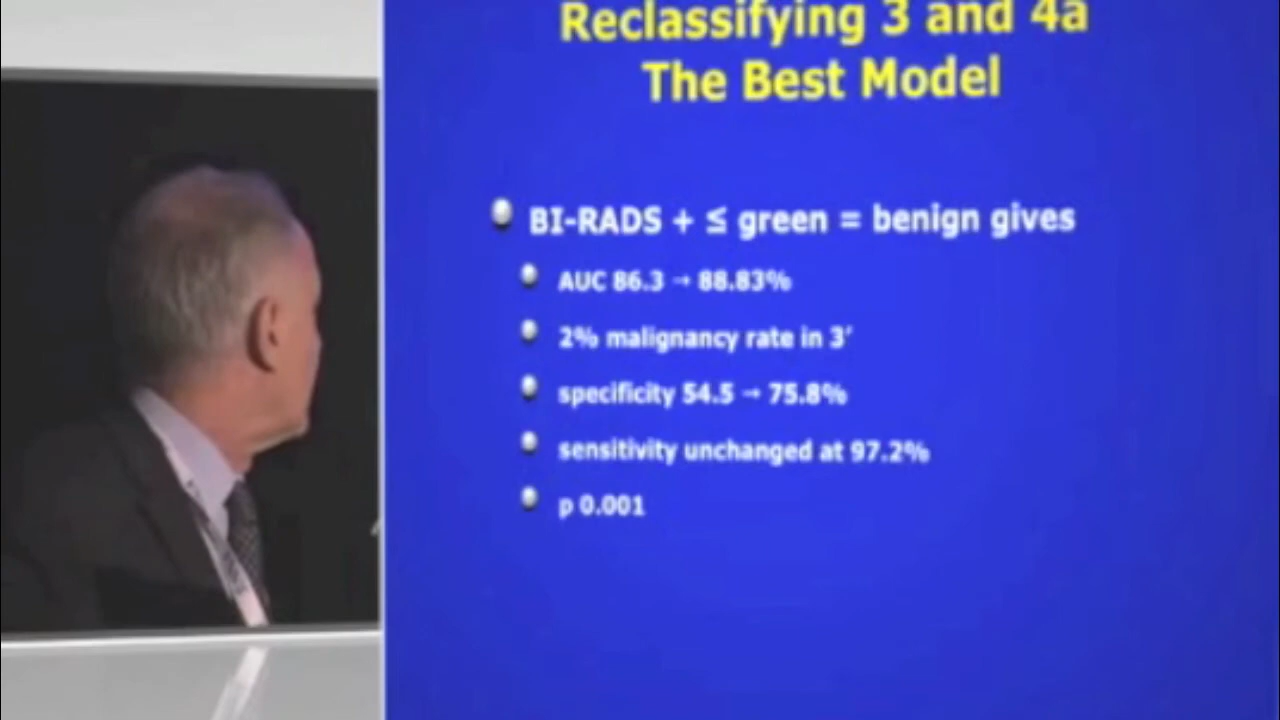 Reclassifying 3 and 4a
The Best Model
BI-RADS + ≤ green = benign gives
AUC 86.3 → 88.83%
2% malignancy rate in 3’
specificity 54.5 → 75.8%
sensitivity unchanged at 97.2%
p 0.001